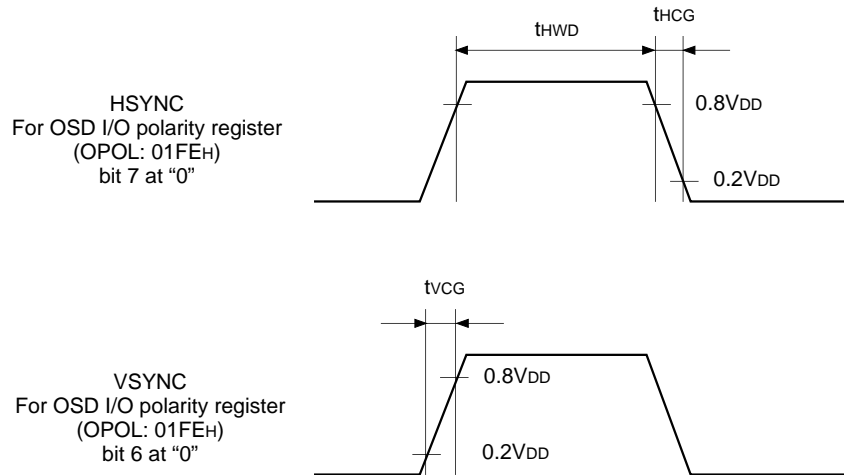 tHWD
tHCG
HSYNC
For OSD I/O polarity register
(OPOL: 01FEH)
bit 7 at “0”
0.8VDD
0.2VDD
tVCG
VSYNC
For OSD I/O polarity register
(OPOL: 01FEH)
bit 6 at “0”
0.8VDD
0.2VDD